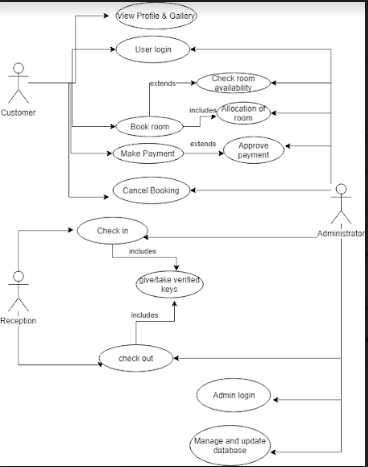 View Profile & Gallery
User login
extends
Check room
availability
Customer
includes
Allocation of
room
Book room
extends
Make Payment
Approve
payment
Cancel Booking
Check in
Administrator
includes
give/take verified
keys
Reception
includes
check out
Admin login
Manage and update
database